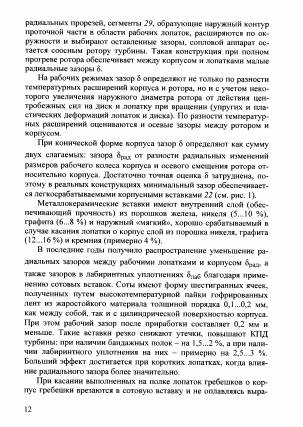 радиальных прорезей, сегменты 29, образующие наружный контур
проточной части в области рабочих лопаток, расширяются по ок-
ружности и выбирают оставленные зазоры, сопловой аппарат ос-
тается соосным ротору турбины. Такая конструкция при полном
прогреве ротора обеспечивает между корпусом и лопатками малые
радиальные зазоры δ.
На рабочих режимах зазор δ определяют не только по разности
температурных расширений корпуса и ротора, но и с учетом неко-
торого увеличения наружного диаметра ротора от действия цен-
тробежных сил на диск и лопатку при вращении (упругих и плас-
тических деформаций лопаток и диска). По разности температур-
ных расширений оцениваются и осевые зазоры между ротором и
корпусом.
При конической форме корпуса зазор δ определяют как сумму
двух слагаемых: зазора δрад от разности радиальных изменений
размеров рабочего колеса корпуса и осевого смещения ротора от-
носительно корпуса. Достаточно точная оценка δ затруднена, по-
этому в реальных конструкциях минимальный зазор обеспечивает-
ся легкосрабатываемыми корпусными вставками 22 (см. рис. 1).
Металлокерамические вставки имеют внутренний слой (обес-
печивающий прочность) из порошков железа, никеля (5...10 %),
графита (6...8 %) и наружный «мягкий», хорошо срабатываемый в
случае касания лопаток о корпус слой из порошка никеля, графита
(12...16 %) и кремния (примерно 4 %).
В последние годы получило распространение уменьшение ра-
диальных зазоров между рабочими лопатками и корпусом δрад, а
также зазоров в лабиринтных уплотнениях δлаб благодаря приме-
нению сотовых вставок. Соты имеют форму шестигранных ячеек,
полученных путем высокотемпературной пайки гофрированных
лент из жаростойкого материала толщиной порядка 0,1...0,2 мм,
как между собой, так и с цилиндрической поверхностью корпуса.
При этом рабочий зазор после приработки составляет 0,2 мм и
меньше. Такие вставки резко снижают утечки, повышают КПД
турбины: при наличии бандажных полок – на 1,5...2 %, а при нали-
чии лабиринтного уплотнения на них – примерно на 2,5...3 %.
Больший эффект достигается при коротких лопатках, когда влия-
ние радиального зазора более значительно.
При касании выполненных на полке лопаток гребешков о кор-
пус гребешки врезаются в сотовую вставку и не оплавляясь выра-
12